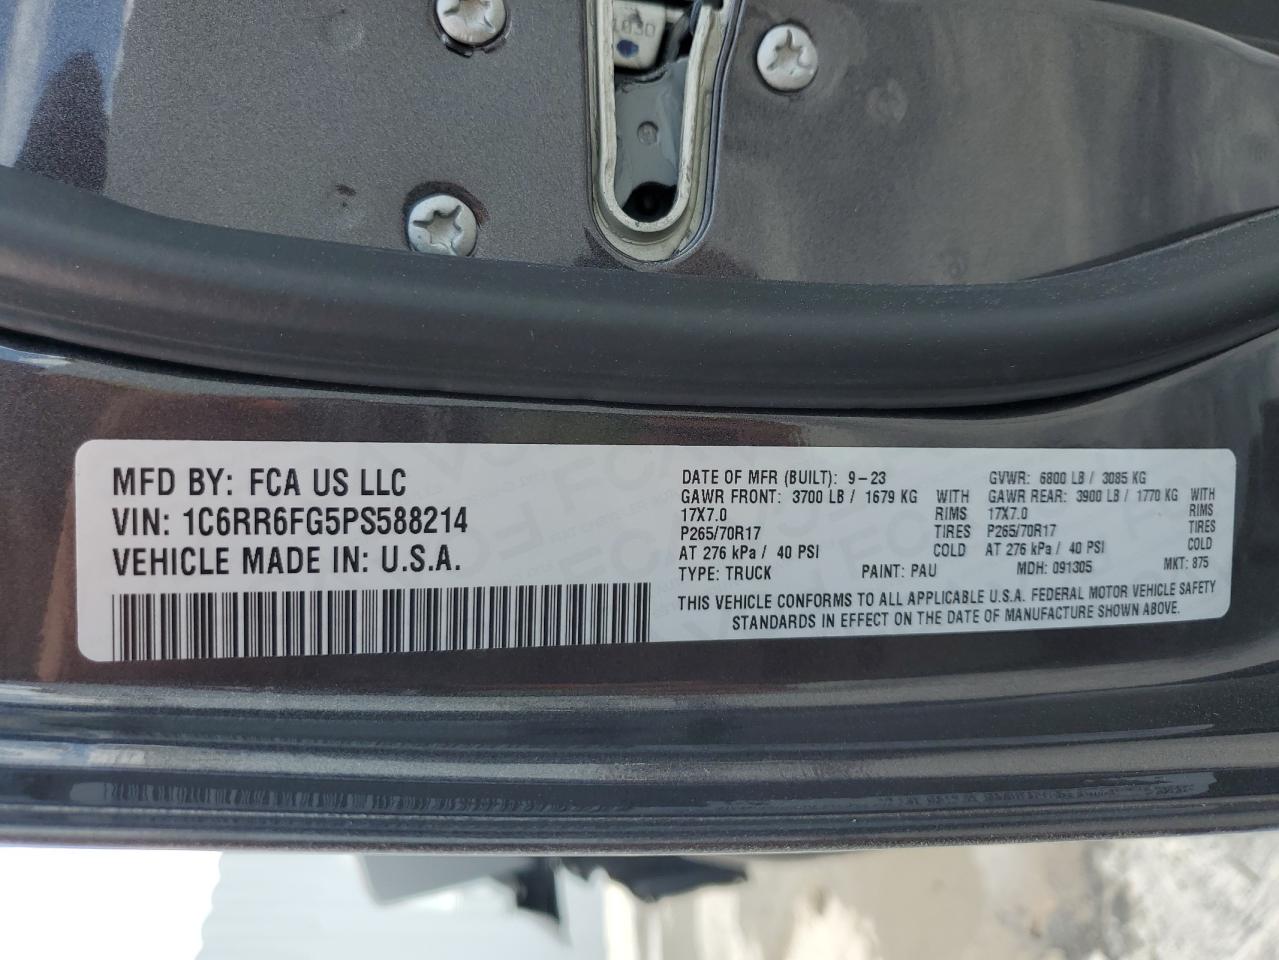 1030
MFD BY: FCA US LLC
VIN: 1C6RR6FG5PS588214
VEHICLE MADE IN: U.S.A.
DATE OF MFR (BUILT): 9-23 GVWR: 6800 LB / 3085 KG
GAWR FRONT: 3700 LB / 1679 KG WITH GAWR REAR: 3900 LB / 1770 KG WITH
17X7.0 RIMS 17X7.0 RIMS
P265/70R17 TIRES P265/70R17 TIRES
AT 276 kPa / 40 PSI COLD AT 276 kPa / 40 PSI COLD
TYPE: TRUCK PAINT: PAU MDH: 091305 MKT: 875
THIS VEHICLE CONFORMS TO ALL APPLICABLE U.S.A. FEDERAL MOTOR VEHICLE SAFETY
STANDARDS IN EFFECT ON THE DATE OF MANUFACTURE SHOWN ABOVE.